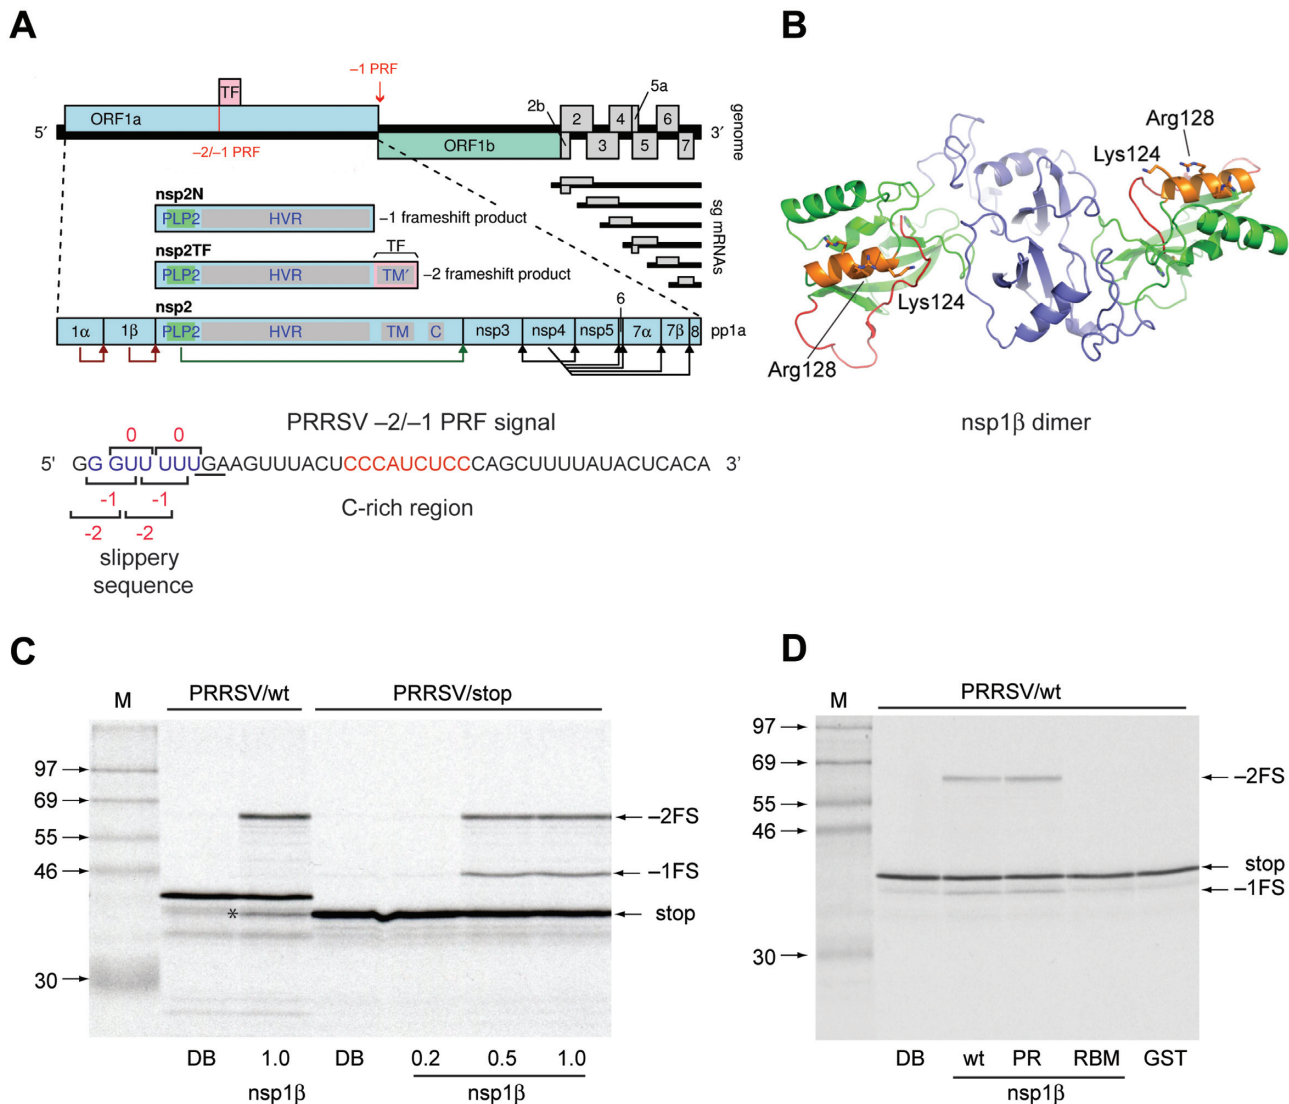 A
–1 PRF
TF
ORF1a
5′
–2/–1 PRF
ORF1b
2b
2
3
4
5a
5
6
7
3′
genome
sg mRNAs
nsp2N
PLP2 HVR
–1 frameshift product
nsp2TF
TF
PLP2 HVR TM′
–2 frameshift product
nsp2
6
1α 1β PLP2 HVR TM C nsp3 nsp4 nsp5 7α 7β 8 pp1a
PRRSV –2/–1 PRF signal
0 0
5′ GGGUUUUUGAAGUUUACUCCCAUCUCCCAGCUUUUAUACUCACA 3′
-1 -1
-2 -2
C-rich region
slippery
sequence
B
Arg128
Lys124
Lys124
Arg128
nsp1β dimer
C
M
PRRSV/wt
PRRSV/stop
97
69
55
46
30
–2FS
–1FS
stop
*
DB 1.0 DB 0.2 0.5 1.0
nsp1β nsp1β
D
M
PRRSV/wt
97
69
55
46
30
–2FS
stop
–1FS
DB wt PR RBM GST
nsp1β